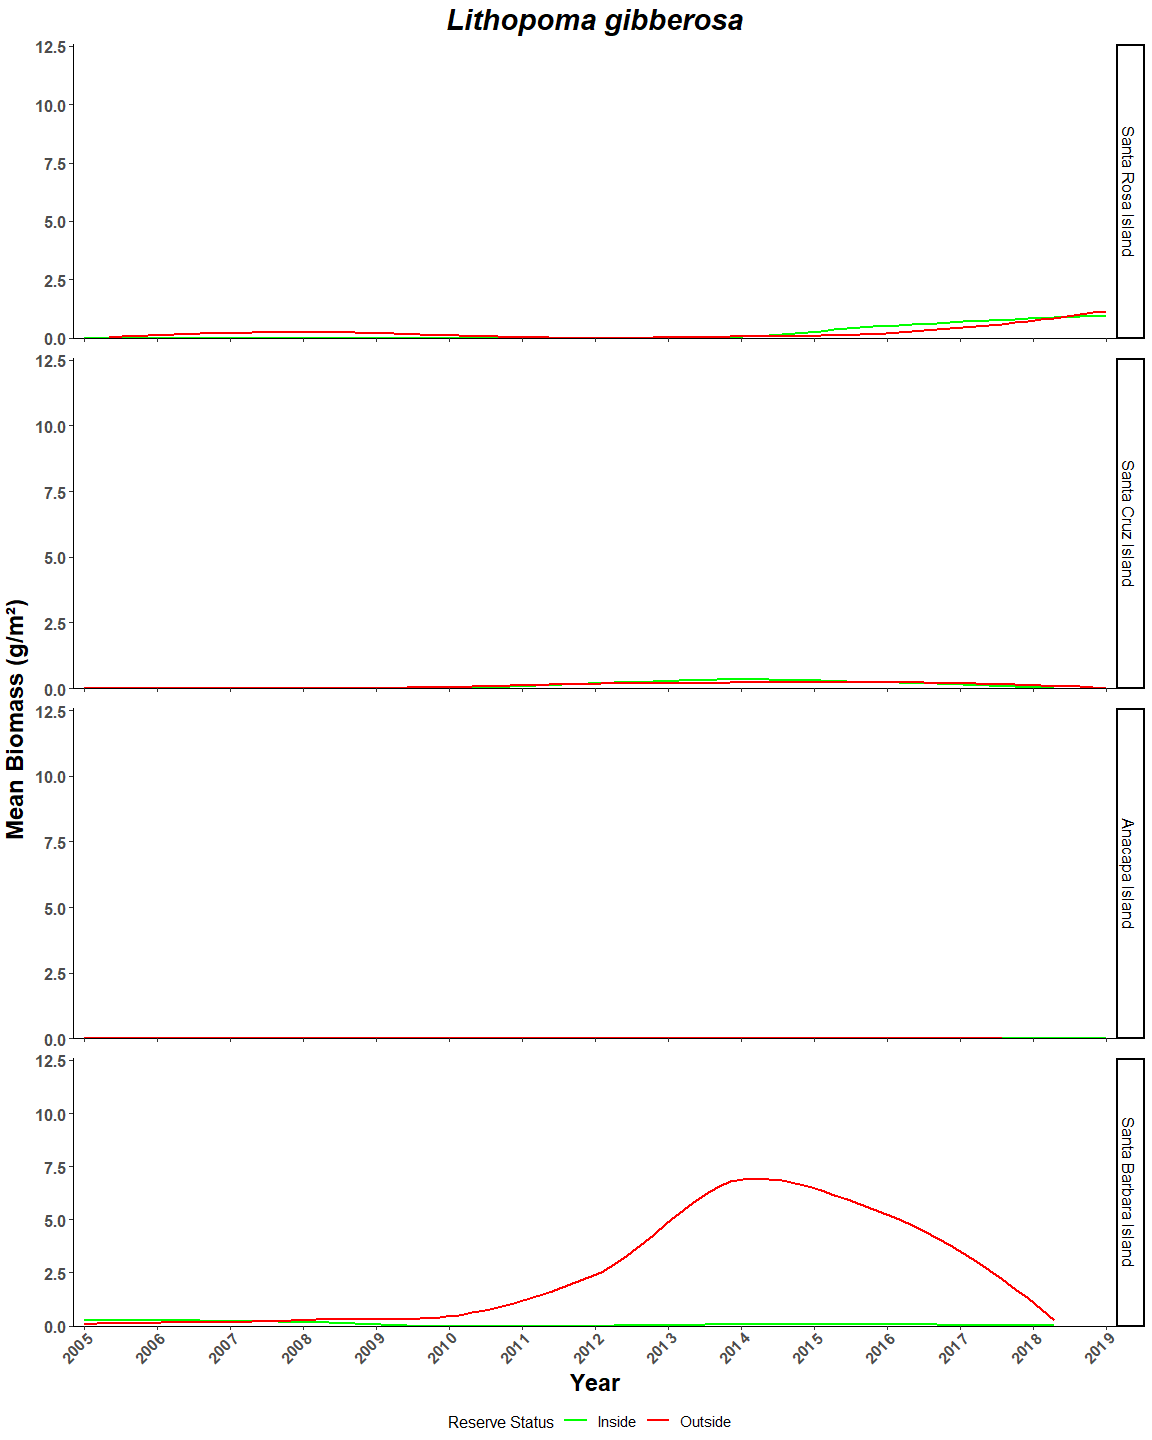 Lithopoma gibberosa
Mean Biomass (g/m²)
12.5
10.0
7.5
5.0
2.5
0.0
Santa Rosa Island
12.5
10.0
7.5
5.0
2.5
0.0
Santa Cruz Island
12.5
10.0
7.5
5.0
2.5
0.0
Anacapa Island
12.5
10.0
7.5
5.0
2.5
0.0
Santa Barbara Island
2005 2006 2007 2008 2009 2010 2011 2012 2013 2014 2015 2016 2017 2018 2019
Year
Reserve Status Inside Outside